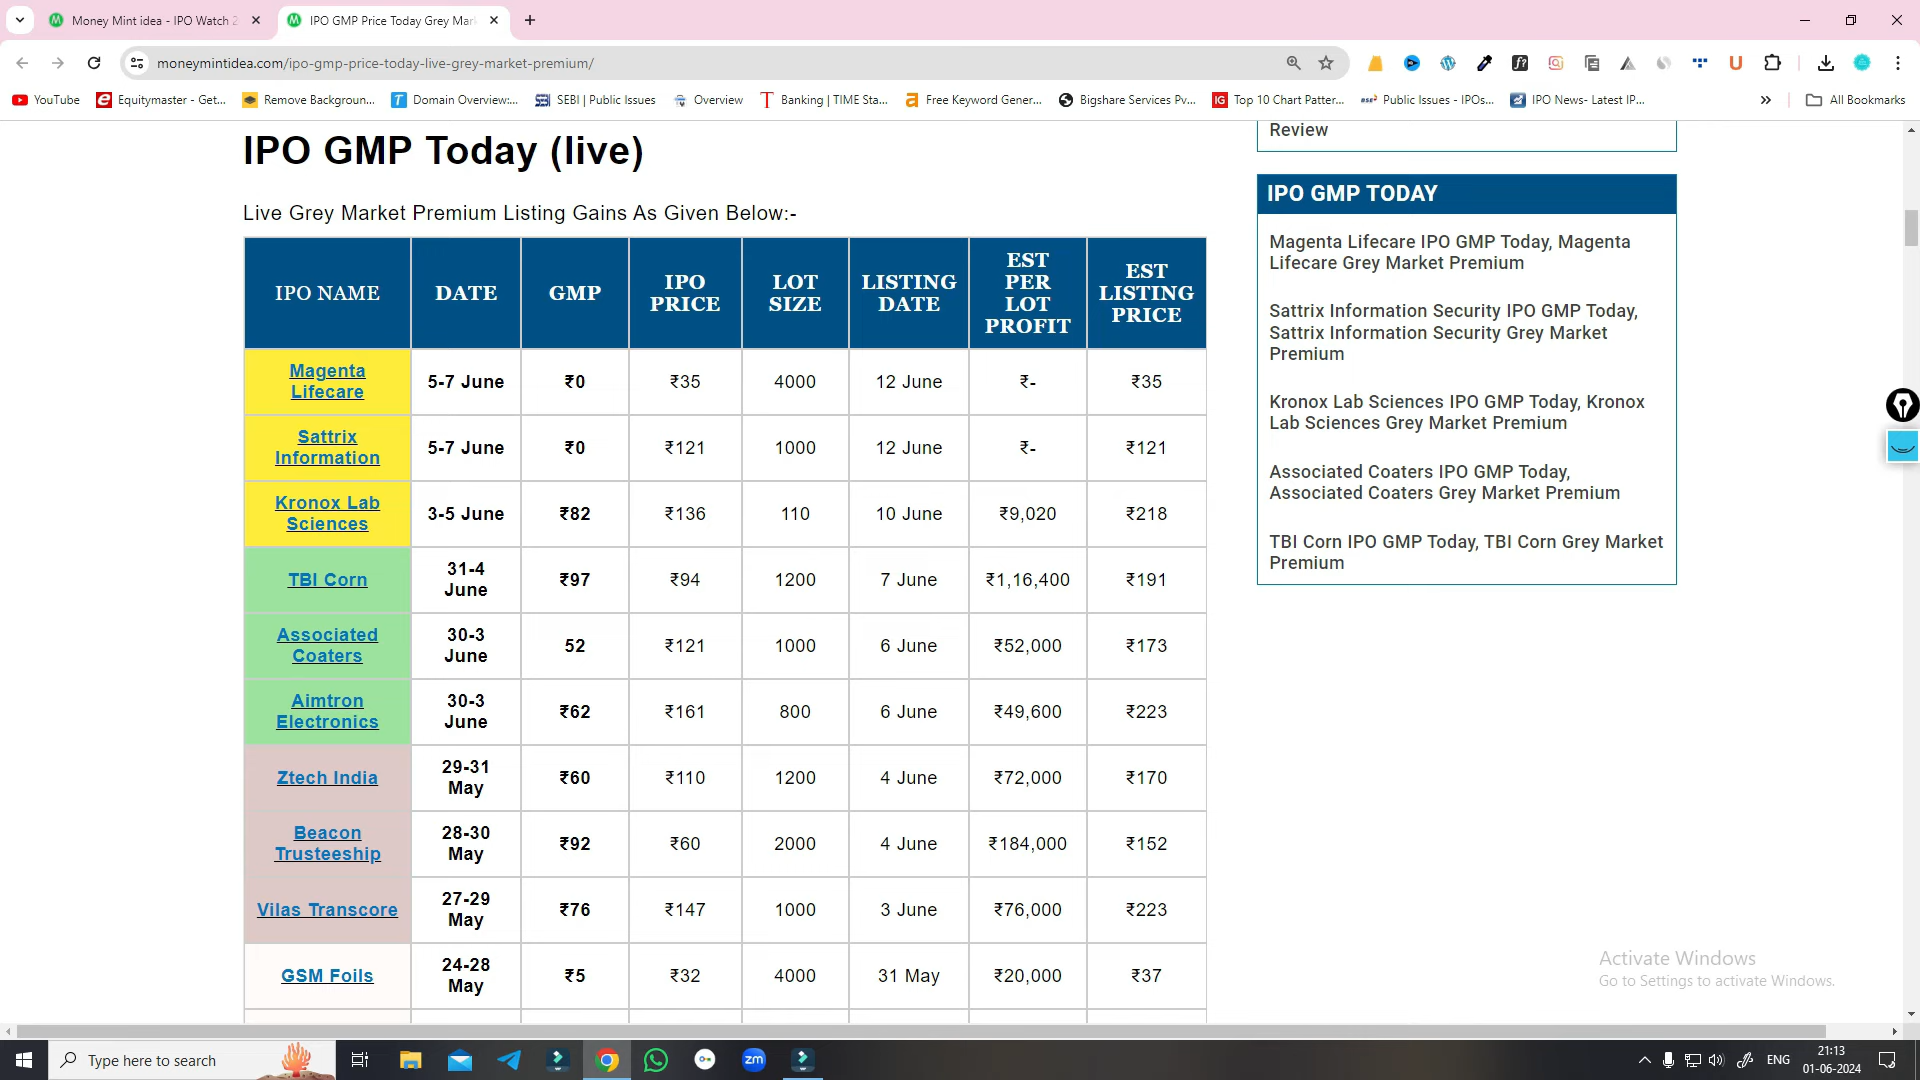 Money Mint idea - IPO Watch 2
IPO GMP Price Today Grey Mar
moneymintidea.com/ipo-gmp-price-today-live-grey-market-premium/
YouTube
Equitymaster - Get...
Remove Backgroun...
Domain Overview:...
SEBI | Public Issues
Overview
Banking | TIME Sta...
Free Keyword Gener...
Bigshare Services Pv...
Top 10 Chart Patter...
Public Issues - IPOs...
IPO News- Latest IP...
»
All Bookmarks
IPO GMP Today (live)
Live Grey Market Premium Listing Gains As Given Below:-
IPO NAME DATE GMP IPO PRICE LOT SIZE LISTING DATE EST PER LOT PROFIT EST LISTING PRICE
Magenta Lifecare 5-7 June ₹0 ₹35 4000 12 June ₹- ₹35
Sattrix Information 5-7 June ₹0 ₹121 1000 12 June ₹- ₹121
Kronox Lab Sciences 3-5 June ₹82 ₹136 110 10 June ₹9,020 ₹218
TBI Corn 31-4 June ₹97 ₹94 1200 7 June ₹1,16,400 ₹191
Associated Coaters 30-3 June 52 ₹121 1000 6 June ₹52,000 ₹173
Aimtron Electronics 30-3 June ₹62 ₹161 800 6 June ₹49,600 ₹223
Ztech India 29-31 May ₹60 ₹110 1200 4 June ₹72,000 ₹170
Beacon Trusteeship 28-30 May ₹92 ₹60 2000 4 June ₹184,000 ₹152
Vilas Transcore 27-29 May ₹76 ₹147 1000 3 June ₹76,000 ₹223
GSM Foils 24-28 May ₹5 ₹32 4000 31 May ₹20,000 ₹37
Review
IPO GMP TODAY
Magenta Lifecare IPO GMP Today, Magenta
Lifecare Grey Market Premium
Sattrix Information Security IPO GMP Today,
Sattrix Information Security Grey Market
Premium
Kronox Lab Sciences IPO GMP Today, Kronox
Lab Sciences Grey Market Premium
Associated Coaters IPO GMP Today,
Associated Coaters Grey Market Premium
TBI Corn IPO GMP Today, TBI Corn Grey Market
Premium
Activate Windows
Go to Settings to activate Windows.
Type here to search
zm
ENG
21:13
01-06-2024